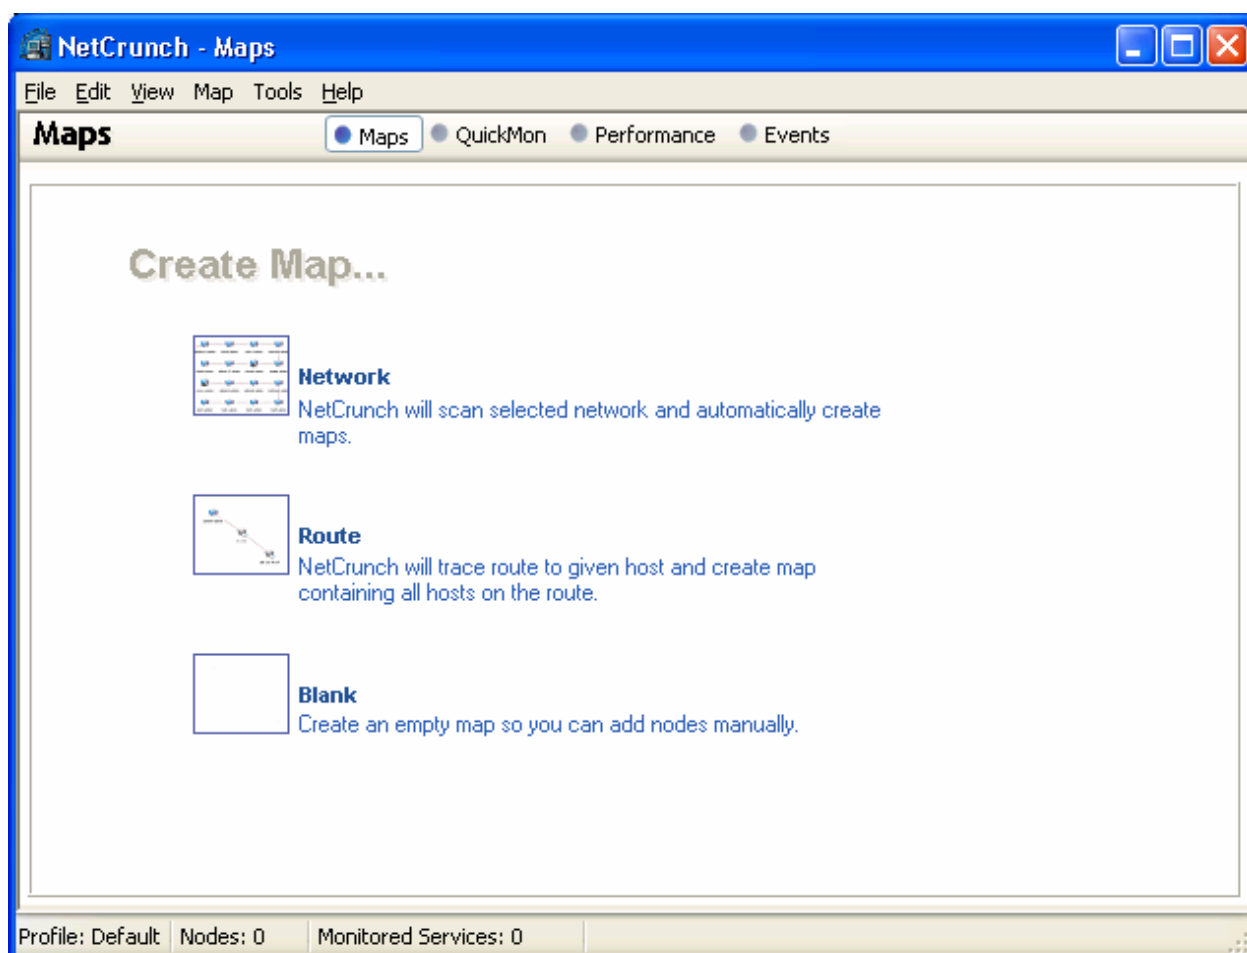 NetCrunch - Maps
File Edit View Map Tools Help
Maps Maps QuickMon Performance Events
Create Map...
Network
NetCrunch will scan selected network and automatically create
maps.
Route
NetCrunch will trace route to given host and create map
containing all hosts on the route.
Blank
Create an empty map so you can add nodes manually.
Profile: Default Nodes: 0 Monitored Services: 0